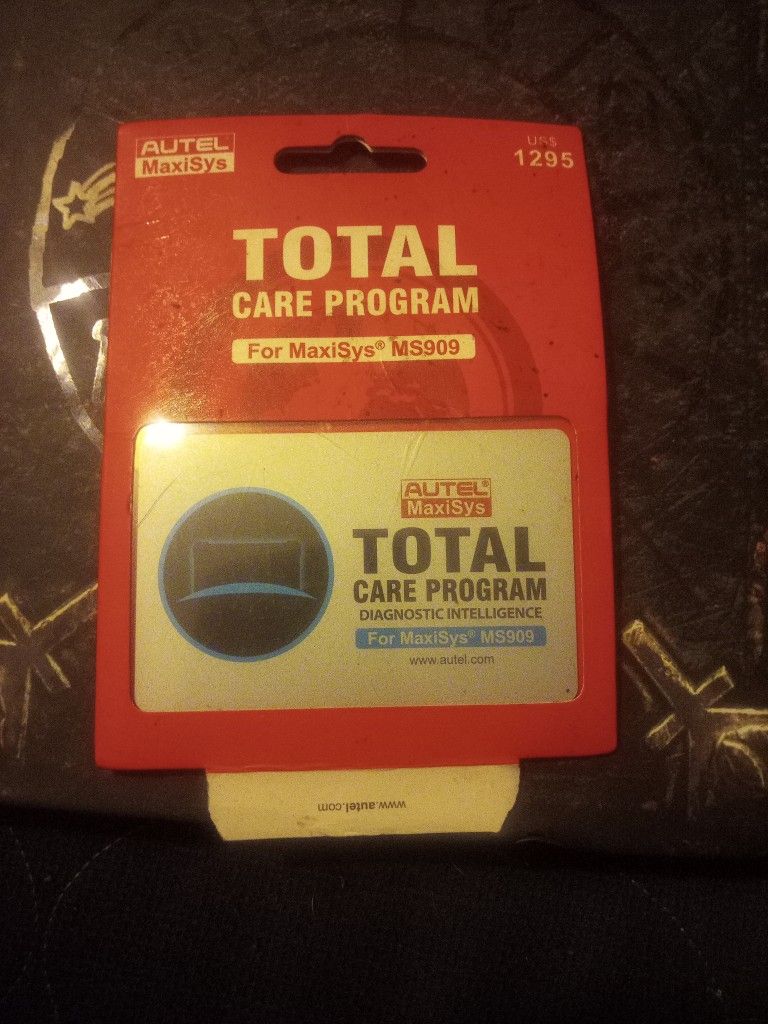 AUTEL
MaxiSys
US$
1295
TOTAL
CARE PROGRAM
For MaxiSys® MS909
AUTEL®
MaxiSys
TOTAL
CARE PROGRAM
DIAGNOSTIC INTELLIGENCE
For MaxiSys® MS909
www.autel.com
www.autel.com